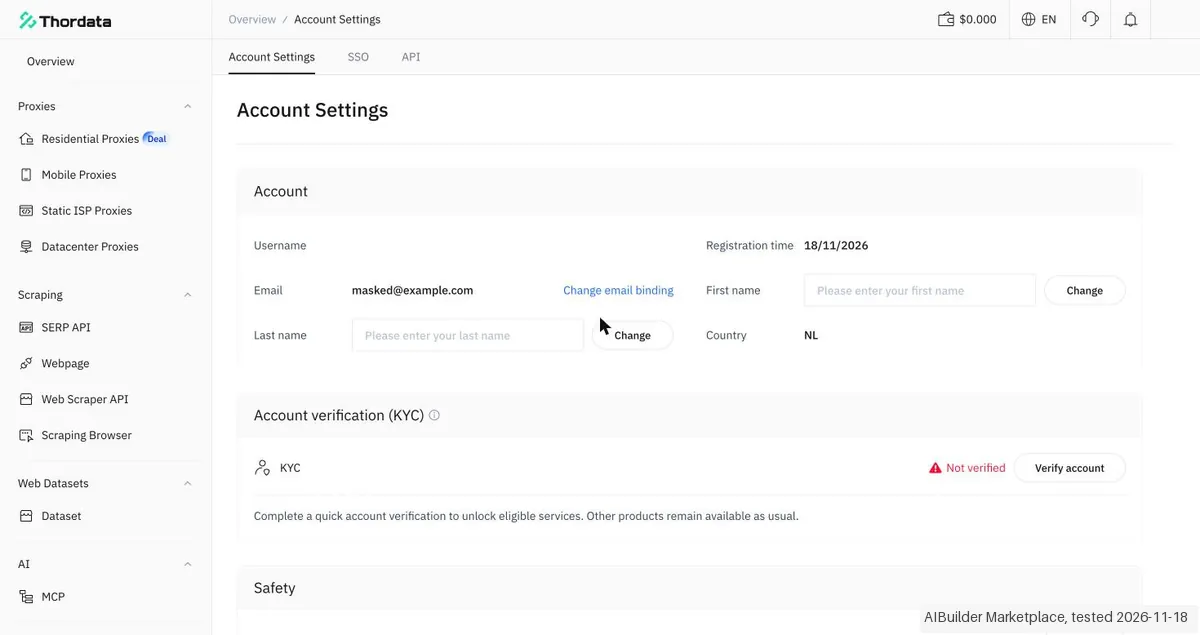 Thordata
Overview / Account Settings
$0.000
EN
Overview
Account Settings
SSO
API
Account Settings
Proxies
Residential Proxies Deal
Mobile Proxies
Static ISP Proxies
Datacenter Proxies
Scraping
SERP API
Webpage
Web Scraper API
Scraping Browser
Web Datasets
Dataset
AI
MCP
Account
Username
Registration time 18/11/2026
Email masked@example.com Change email binding
First name Please enter your first name Change
Last name Please enter your last name Change
Country NL
Account verification (KYC)
KYC
Not verified Verify account
Complete a quick account verification to unlock eligible services. Other products remain available as usual.
Safety
AIBuilder Marketplace, tested 2026-11-18